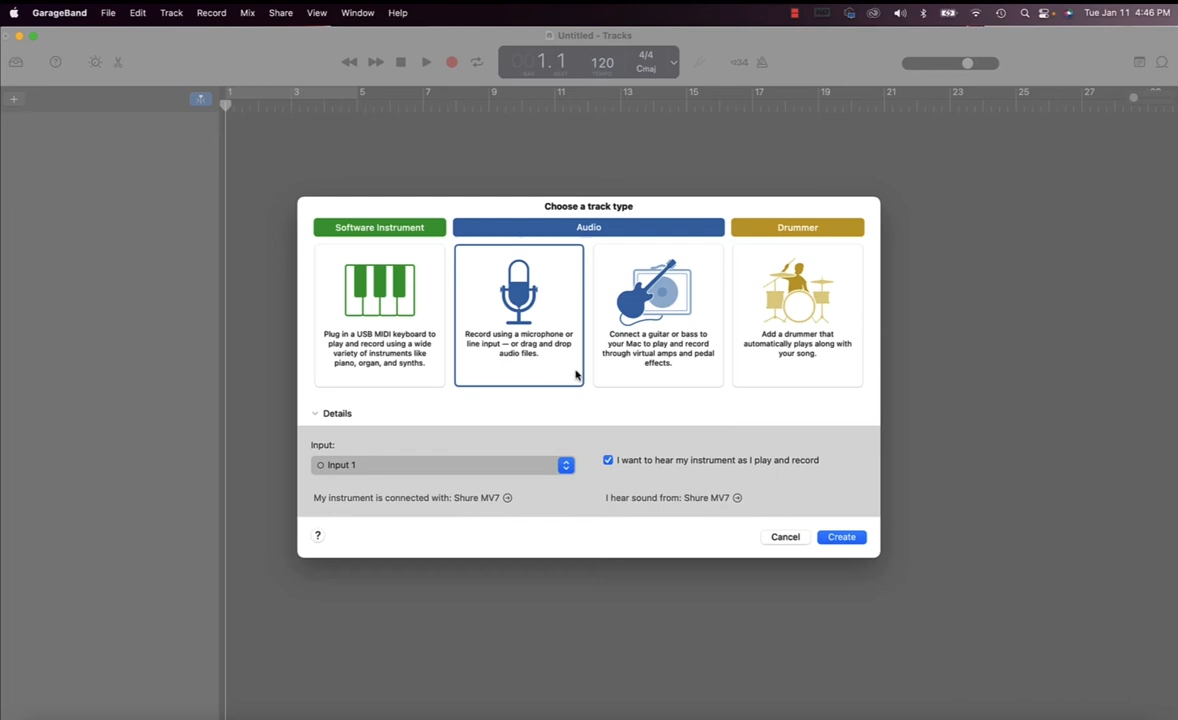 GarageBand File Edit Track Record Mix Share View Window Help Tue Jan 11 4:46 PM
Untitled - Tracks
1.1 120 4/4
BAR BEAT TEMPO Cmaj
1 3 5 7 9 11 13 15 17 19 21 23 25 27
Choose a track type
Software Instrument Audio Drummer
Plug in a USB MIDI keyboard to
play and record using a wide
variety of instruments like
piano, organ, and synths.
Record using a microphone or
line input — or drag and drop
audio files.
Connect a guitar or bass to
your Mac to play and record
through virtual amps and pedal
effects.
Add a drummer that
automatically plays along with
your song.
Details
Input:
Input 1
I want to hear my instrument as I play and record
My instrument is connected with: Shure MV7
I hear sound from: Shure MV7
?
Cancel Create